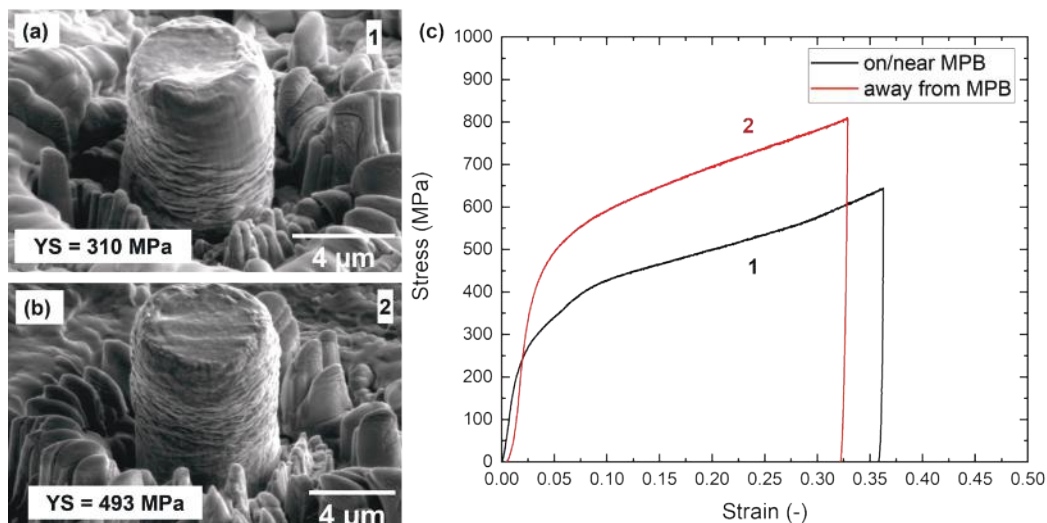 (a)
1
YS = 310 MPa
4 µm
(b)
2
YS = 493 MPa
4 µm
(c)
1000
900
800
700
600
500
400
300
200
100
0
Stress (MPa)
on/near MPB
away from MPB
2
1
0.00 0.05 0.10 0.15 0.20 0.25 0.30 0.35 0.40 0.45 0.50
Strain (-)